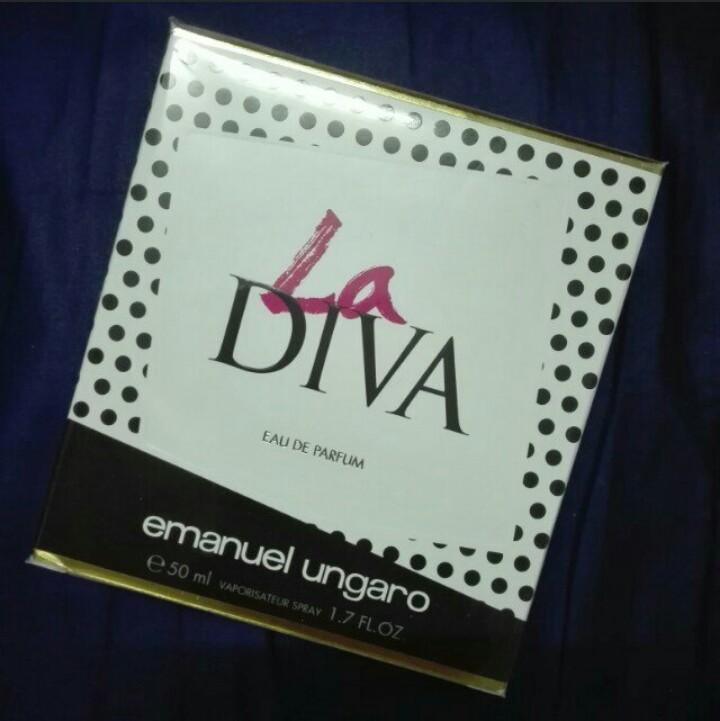 La
DIVA
EAU DE PARFUM
emanuel ungaro
℮ 50 ml VAPORISATEUR SPRAY 1.7 FL.OZ